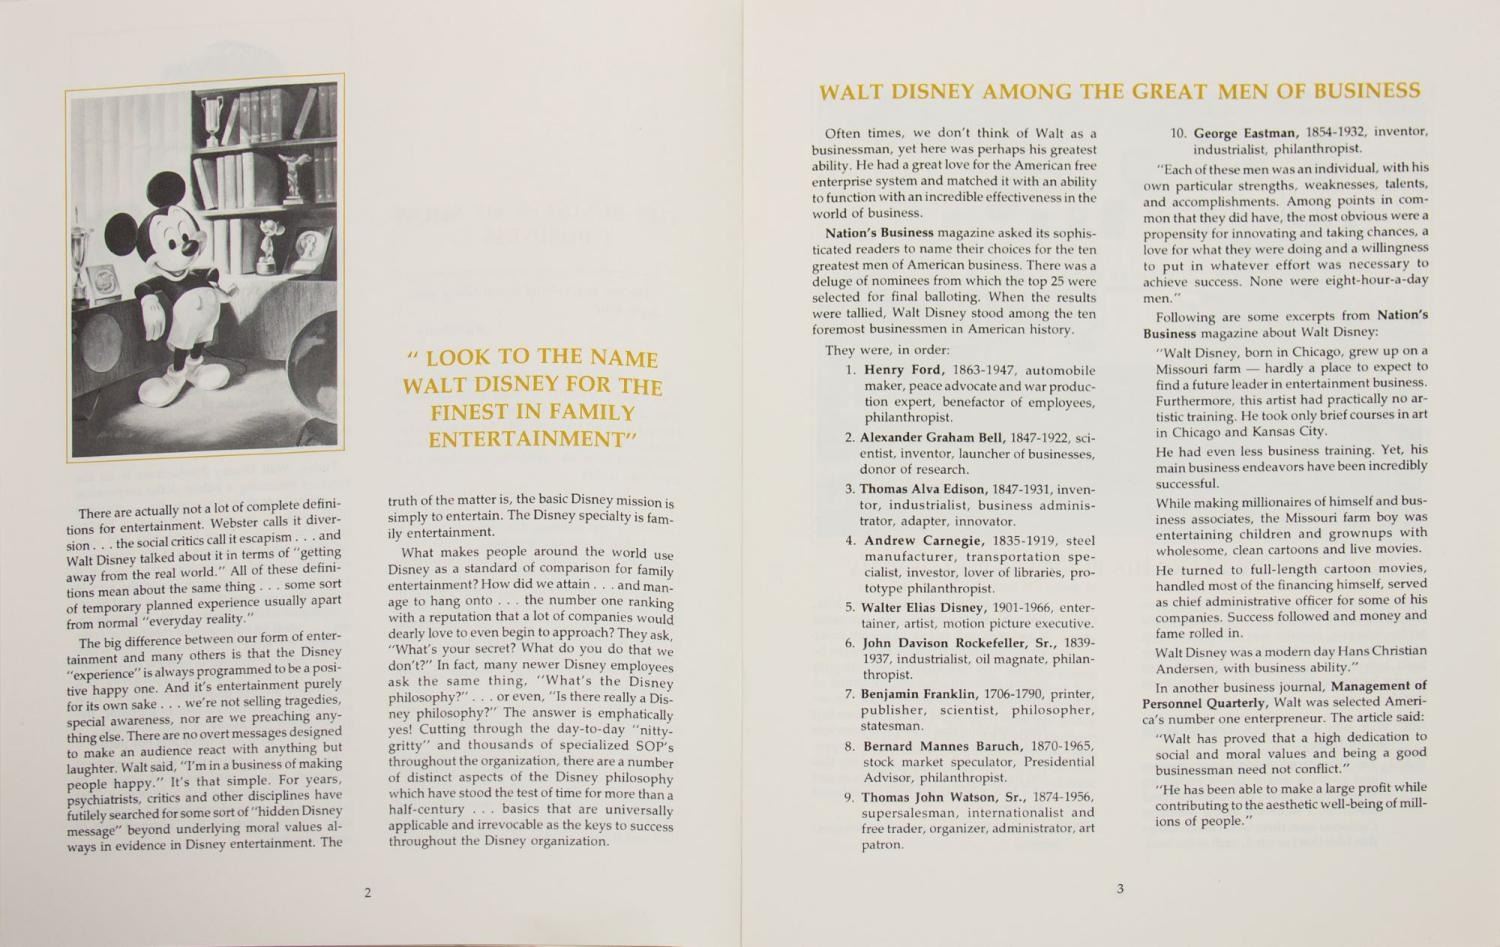 " LOOK TO THE NAME
WALT DISNEY FOR THE
FINEST IN FAMILY
ENTERTAINMENT"
There are actually not a lot of complete defini-
tions for entertainment. Webster calls it diver-
sion . . . the social critics call it escapism . . . and
Walt Disney talked about it in terms of "getting
away from the real world." All of these defini-
tions mean about the same thing . . . some sort
of temporary planned experience usually apart
from normal "everyday reality."
The big difference between our form of enter-
tainment and many others is that the Disney
"experience" is always programmed to be a posi-
tive happy one. And it's entertainment purely
for its own sake . . . we're not selling tragedies,
special awareness, nor are we preaching any-
thing else. There are no overt messages designed
to make an audience react with anything but
laughter. Walt said, "I'm in a business of making
people happy." It's that simple. For years,
psychiatrists, critics and other disciplines have
futilely searched for some sort of "hidden Disney
message" beyond underlying moral values al-
ways in evidence in Disney entertainment. The
truth of the matter is, the basic Disney mission is
simply to entertain. The Disney specialty is fam-
ily entertainment.
What makes people around the world use
Disney as a standard of comparison for family
entertainment? How did we attain . . . and man-
age to hang onto . . . the number one ranking
with a reputation that a lot of companies would
dearly love to even begin to approach? They ask,
"What's your secret? What do you do that we
don't?" In fact, many newer Disney employees
ask the same thing, "What's the Disney
philosophy?" . . . or even, "Is there really a Dis-
ney philosophy?" The answer is emphatically
yes! Cutting through the day-to-day "nitty-
gritty" and thousands of specialized SOP's
throughout the organization, there are a number
of distinct aspects of the Disney philosophy
which have stood the test of time for more than a
half-century . . . basics that are universally
applicable and irrevocable as the keys to success
throughout the Disney organization.
2
WALT DISNEY AMONG THE GREAT MEN OF BUSINESS
Often times, we don't think of Walt as a
businessman, yet here was perhaps his greatest
ability. He had a great love for the American free
enterprise system and matched it with an ability
to function with an incredible effectiveness in the
world of business.
Nation's Business magazine asked its sophis-
ticated readers to name their choices for the ten
greatest men of American business. There was a
deluge of nominees from which the top 25 were
selected for final balloting. When the results
were tallied, Walt Disney stood among the ten
foremost businessmen in American history.
They were, in order:
1. Henry Ford, 1863-1947, automobile
maker, peace advocate and war produc-
tion expert, benefactor of employees,
philanthropist.
2. Alexander Graham Bell, 1847-1922, sci-
entist, inventor, launcher of businesses,
donor of research.
3. Thomas Alva Edison, 1847-1931, inven-
tor, industrialist, business adminis-
trator, adapter, innovator.
4. Andrew Carnegie, 1835-1919, steel
manufacturer, transportation spe-
cialist, investor, lover of libraries, pro-
totype philanthropist.
5. Walter Elias Disney, 1901-1966, enter-
tainer, artist, motion picture executive.
6. John Davison Rockefeller, Sr., 1839-
1937, industrialist, oil magnate, philan-
thropist.
7. Benjamin Franklin, 1706-1790, printer,
publisher, scientist, philosopher,
statesman.
8. Bernard Mannes Baruch, 1870-1965,
stock market speculator, Presidential
Advisor, philanthropist.
9. Thomas John Watson, Sr., 1874-1956,
supersalesman, internationalist and
free trader, organizer, administrator, art
patron.
10. George Eastman, 1854-1932, inventor,
industrialist, philanthropist.
"Each of these men was an individual, with his
own particular strengths, weaknesses, talents,
and accomplishments. Among points in com-
mon that they did have, the most obvious were a
propensity for innovating and taking chances, a
love for what they were doing and a willingness
to put in whatever effort was necessary to
achieve success. None were eight-hour-a-day
men."
Following are some excerpts from Nation's
Business magazine about Walt Disney:
"Walt Disney, born in Chicago, grew up on a
Missouri farm — hardly a place to expect to
find a future leader in entertainment business.
Furthermore, this artist had practically no ar-
tistic training. He took only brief courses in art
in Chicago and Kansas City.
He had even less business training. Yet, his
main business endeavors have been incredibly
successful.
While making millionaires of himself and bus-
iness associates, the Missouri farm boy was
entertaining children and grownups with
wholesome, clean cartoons and live movies.
He turned to full-length cartoon movies,
handled most of the financing himself, served
as chief administrative officer for some of his
companies. Success followed and money and
fame rolled in.
Walt Disney was a modern day Hans Christian
Andersen, with business ability."
In another business journal, Management of
Personnel Quarterly, Walt was selected Ameri-
ca's number one enterpreneur. The article said:
"Walt has proved that a high dedication to
social and moral values and being a good
businessman need not conflict."
"He has been able to make a large profit while
contributing to the aesthetic well-being of mill-
ions of people."
3